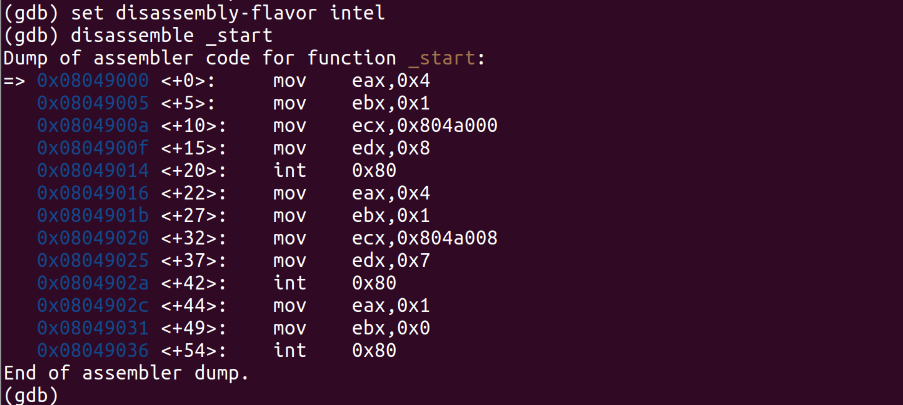 (gdb) set disassembly-flavor intel
(gdb) disassemble _start
Dump of assembler code for function _start:
=> 0x08049000 <+0>:     mov    eax,0x4
   0x08049005 <+5>:     mov    ebx,0x1
   0x0804900a <+10>:    mov    ecx,0x804a000
   0x0804900f <+15>:    mov    edx,0x8
   0x08049014 <+20>:    int    0x80
   0x08049016 <+22>:    mov    eax,0x4
   0x0804901b <+27>:    mov    ebx,0x1
   0x08049020 <+32>:    mov    ecx,0x804a008
   0x08049025 <+37>:    mov    edx,0x7
   0x0804902a <+42>:    int    0x80
   0x0804902c <+44>:    mov    eax,0x1
   0x08049031 <+49>:    mov    ebx,0x0
   0x08049036 <+54>:    int    0x80
End of assembler dump.
(gdb)